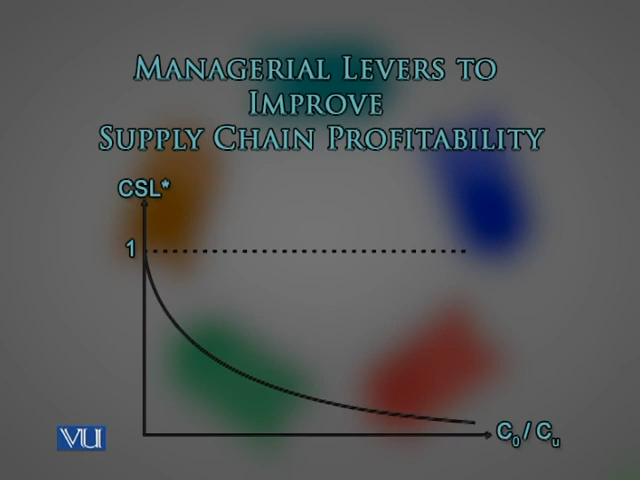 Managerial Levers to
Improve
Supply Chain Profitability
CSL*
1
C0 / Cu
VU